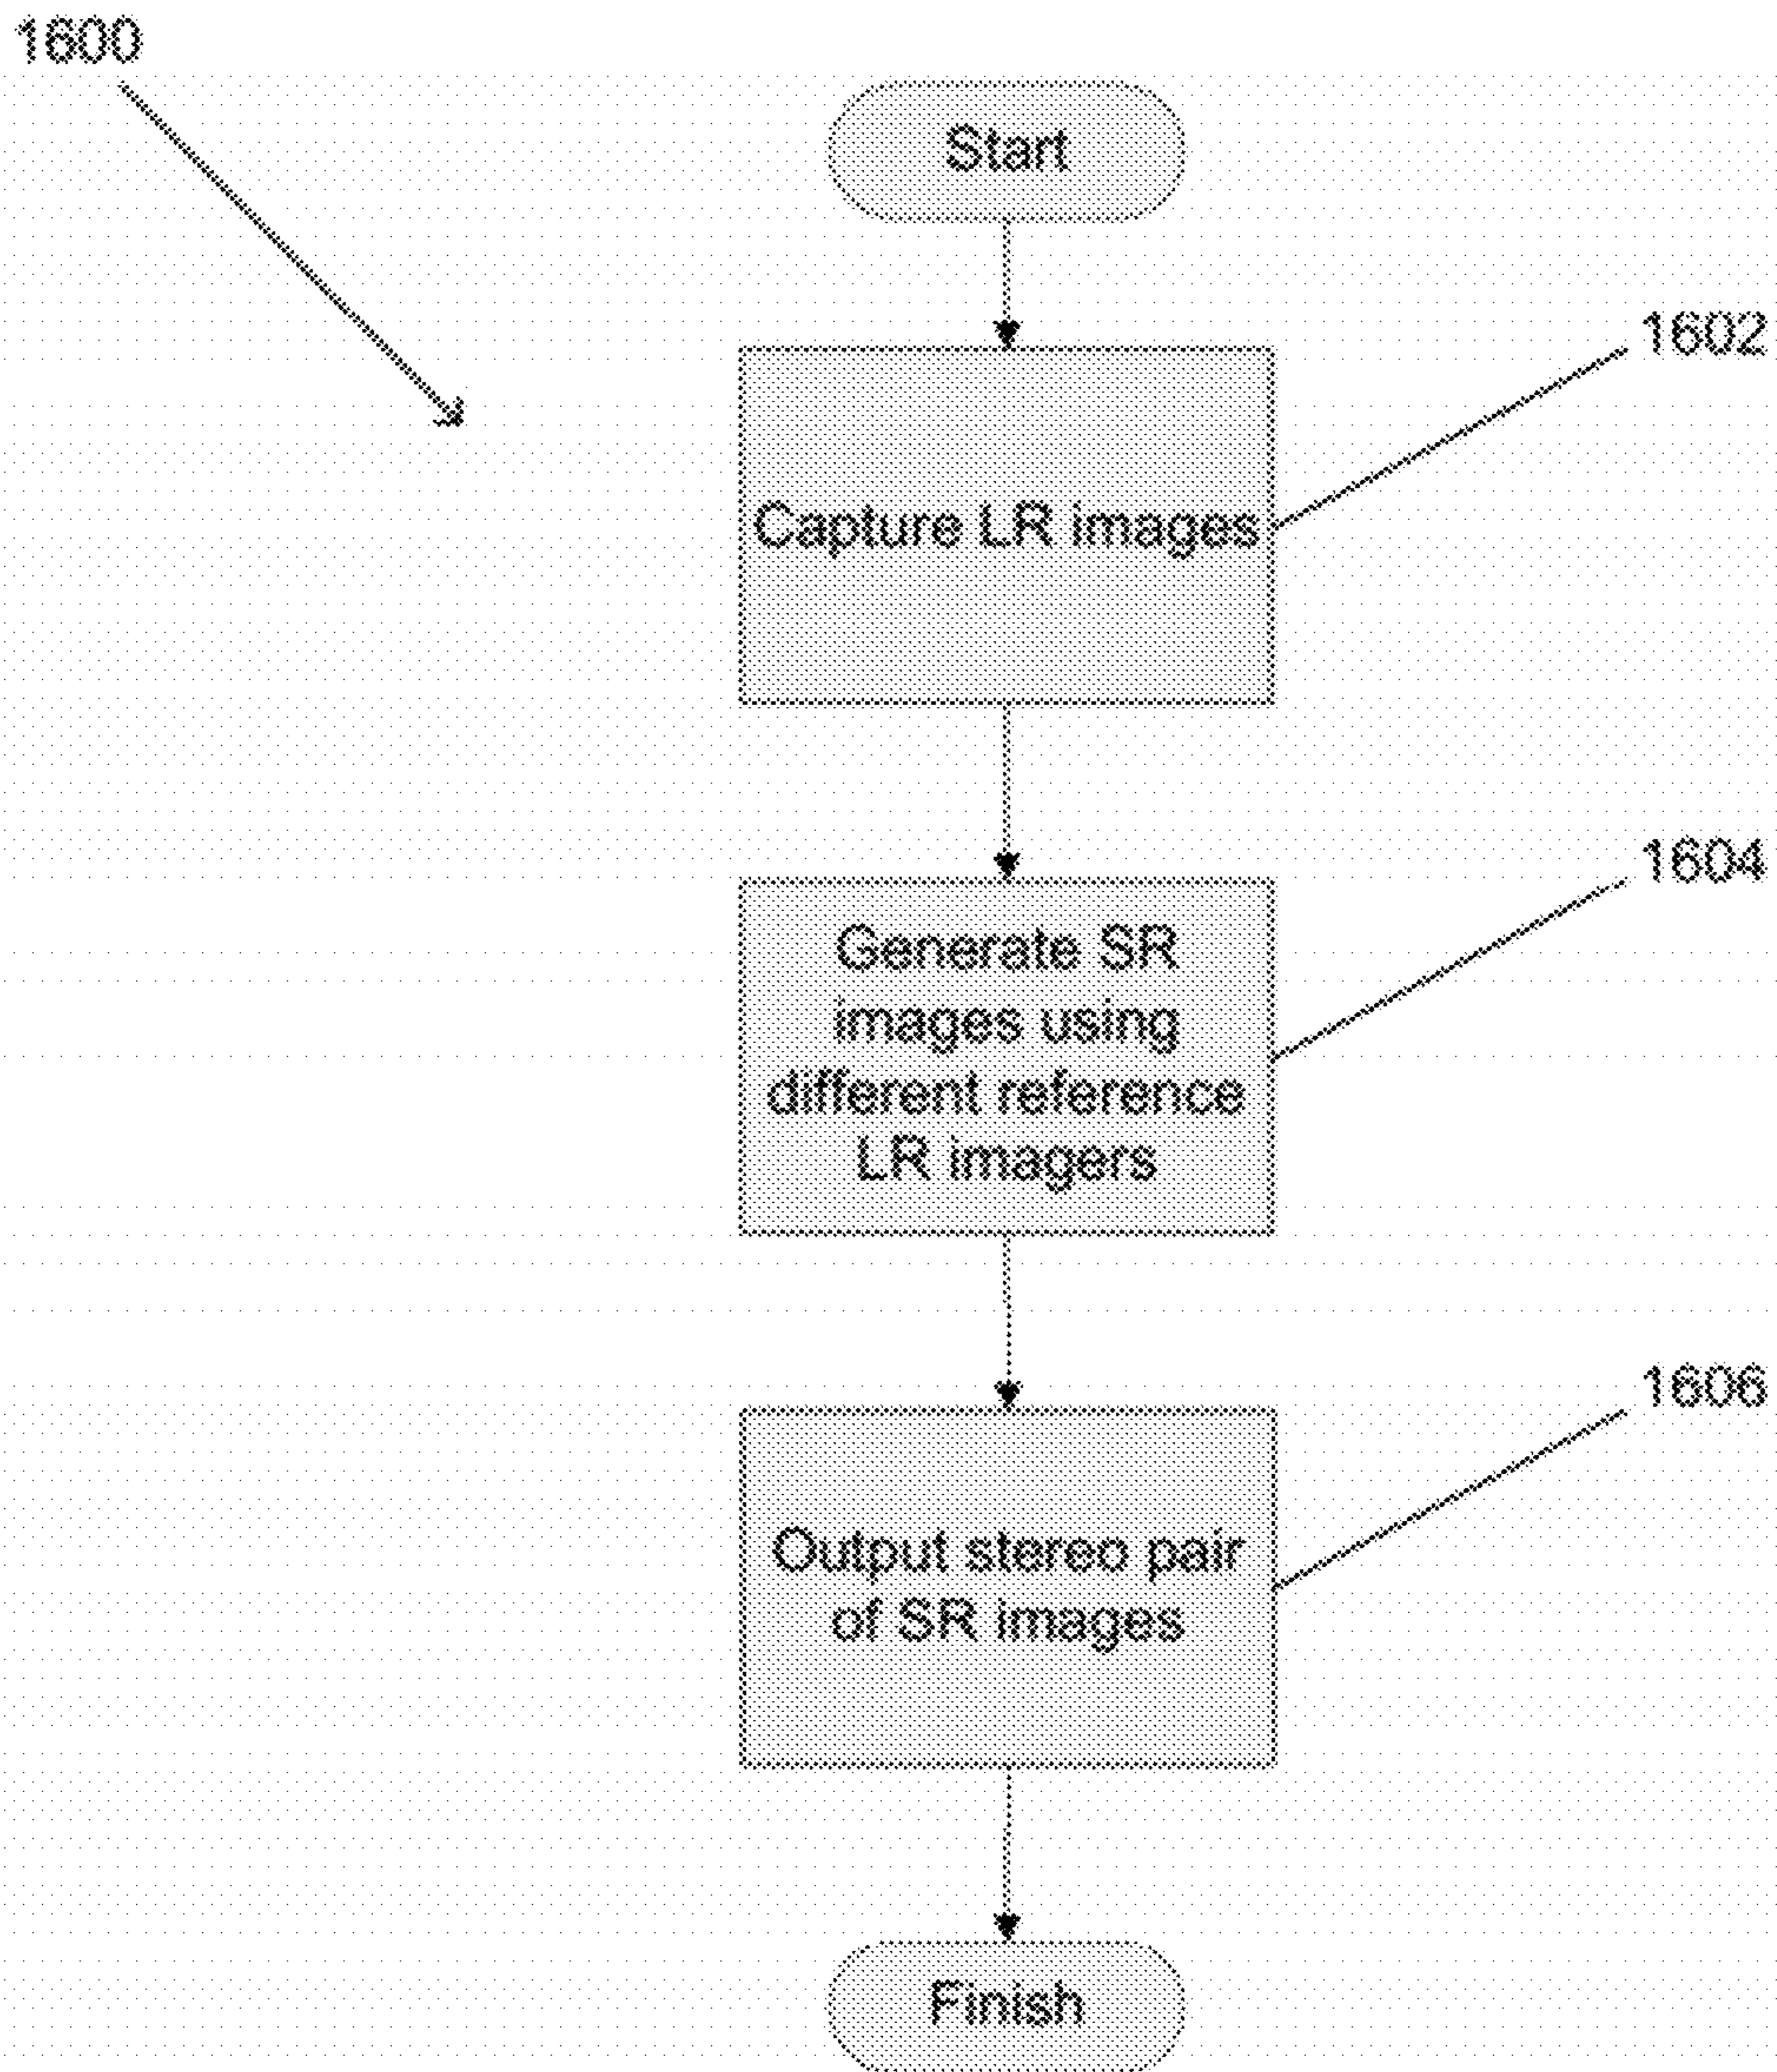 1600
Start
1602
Capture LR images
1604
Generate SR
images using
different reference
LR imagers
1606
Output stereo pair
of SR images
Finish